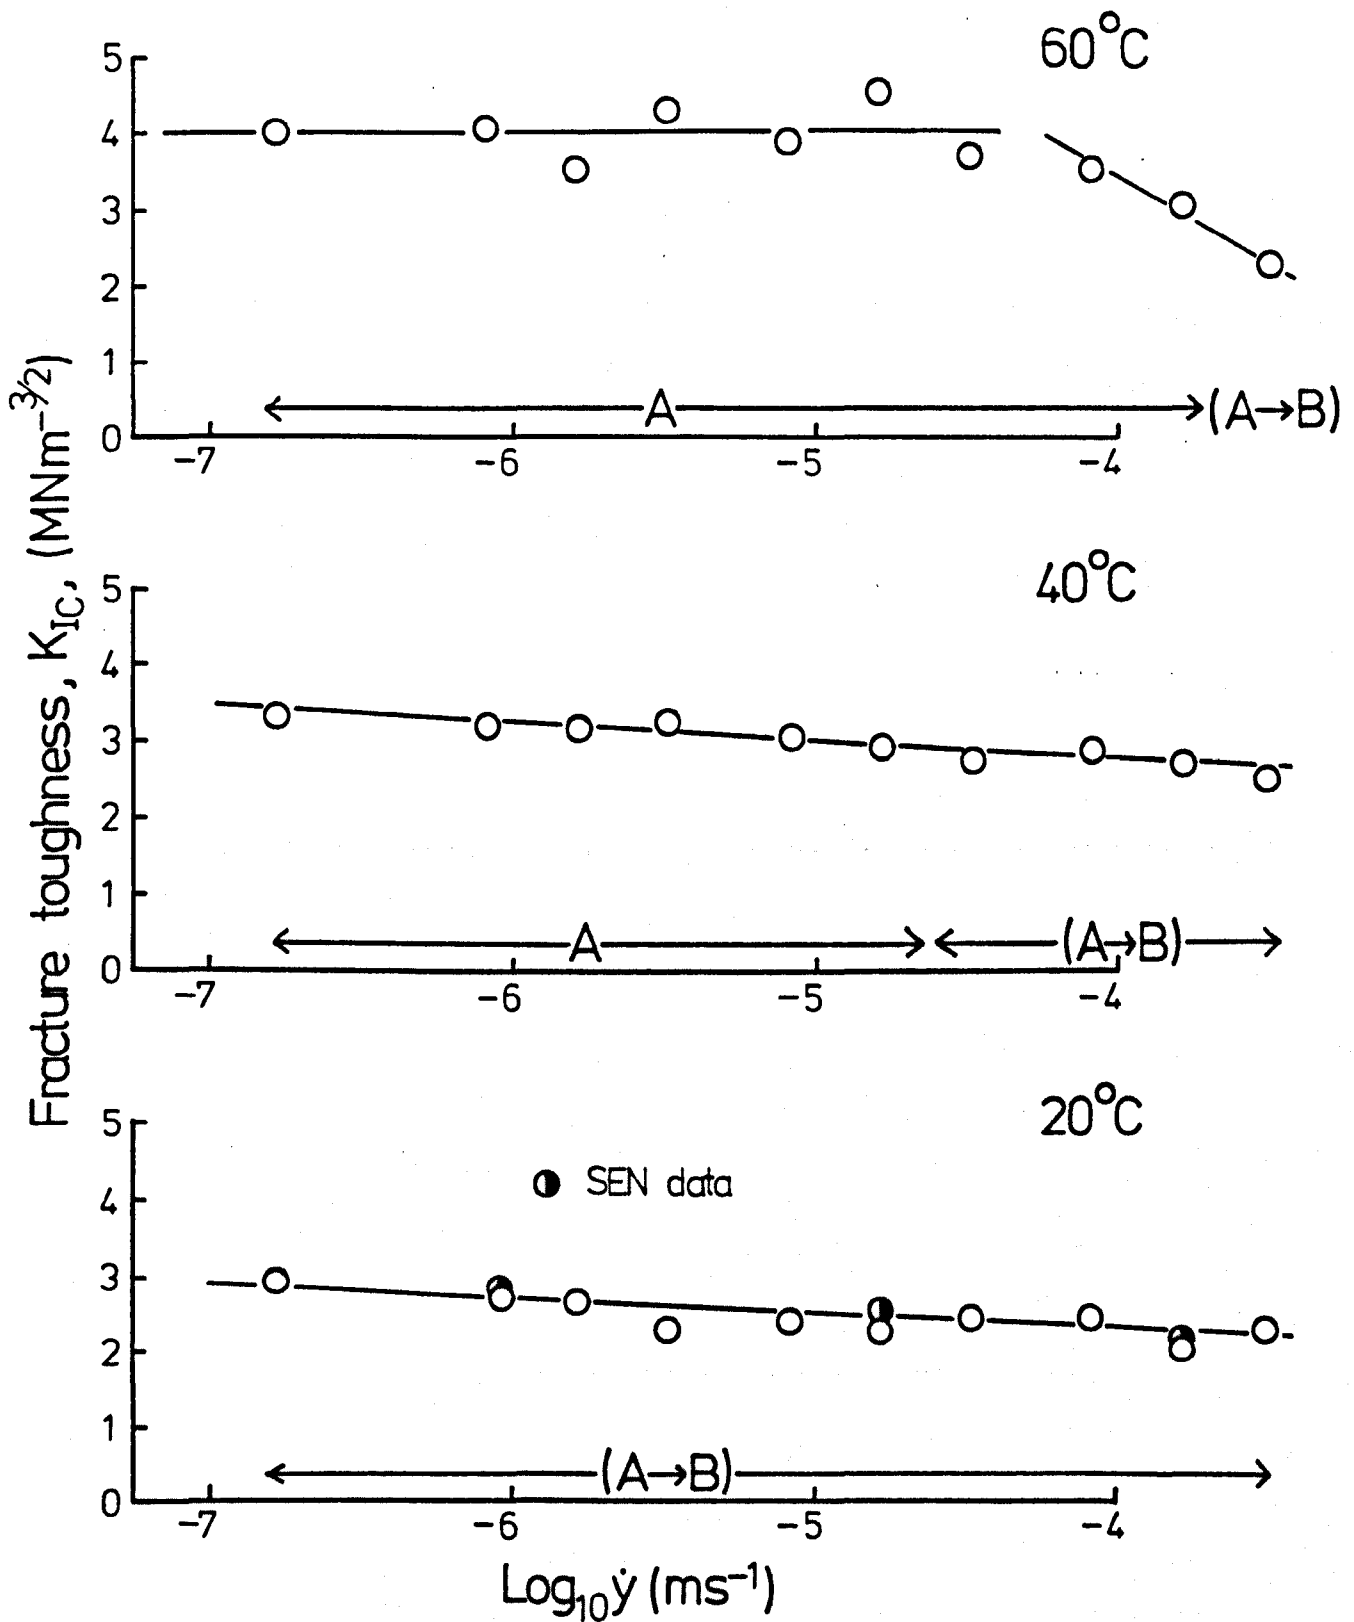 Fracture toughness, K_IC, (MNm^-3/2)
60°C
5
4
3
2
1
0
A (A→B)
-7 -6 -5 -4
40°C
5
4
3
2
1
0
A (A→B)
-7 -6 -5 -4
20°C
5
SEN data
4
3
2
1
(A→B)
0
-7 -6 -5 -4
Log₁₀ẏ (ms⁻¹)